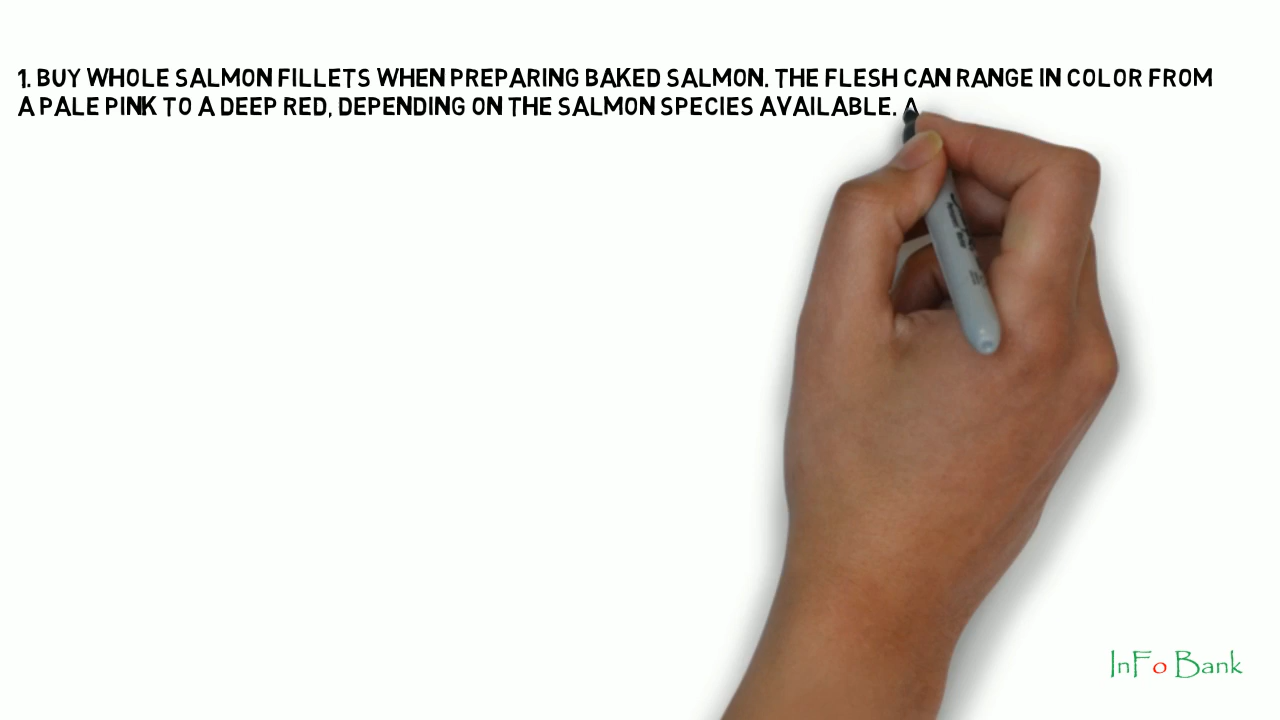 1. BUY WHOLE SALMON FILLETS WHEN PREPARING BAKED SALMON. THE FLESH CAN RANGE IN COLOR FROM
A PALE PINK TO A DEEP RED, DEPENDING ON THE SALMON SPECIES AVAILABLE.
InFo Bank